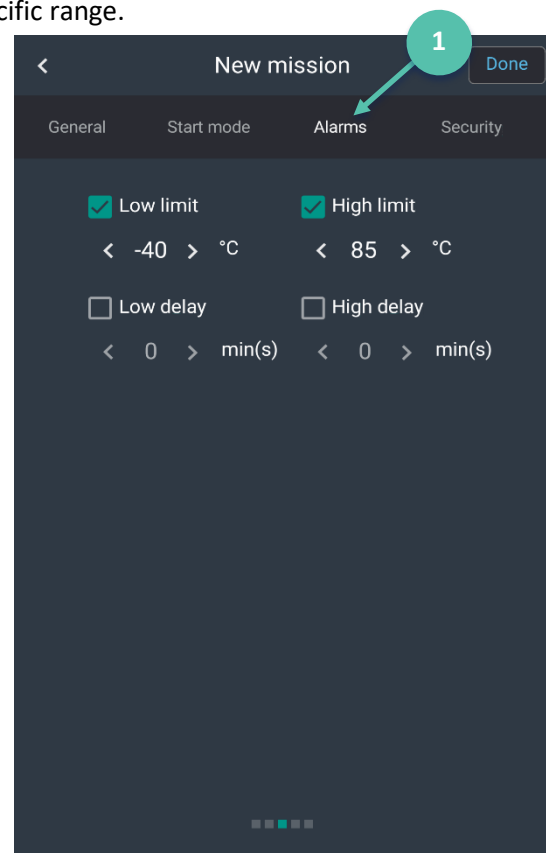 cific range.
1
< New mission Done
General Start mode Alarms Security
Low limit High limit
< -40 > °C < 85 > °C
Low delay High delay
< 0 > min(s) < 0 > min(s)